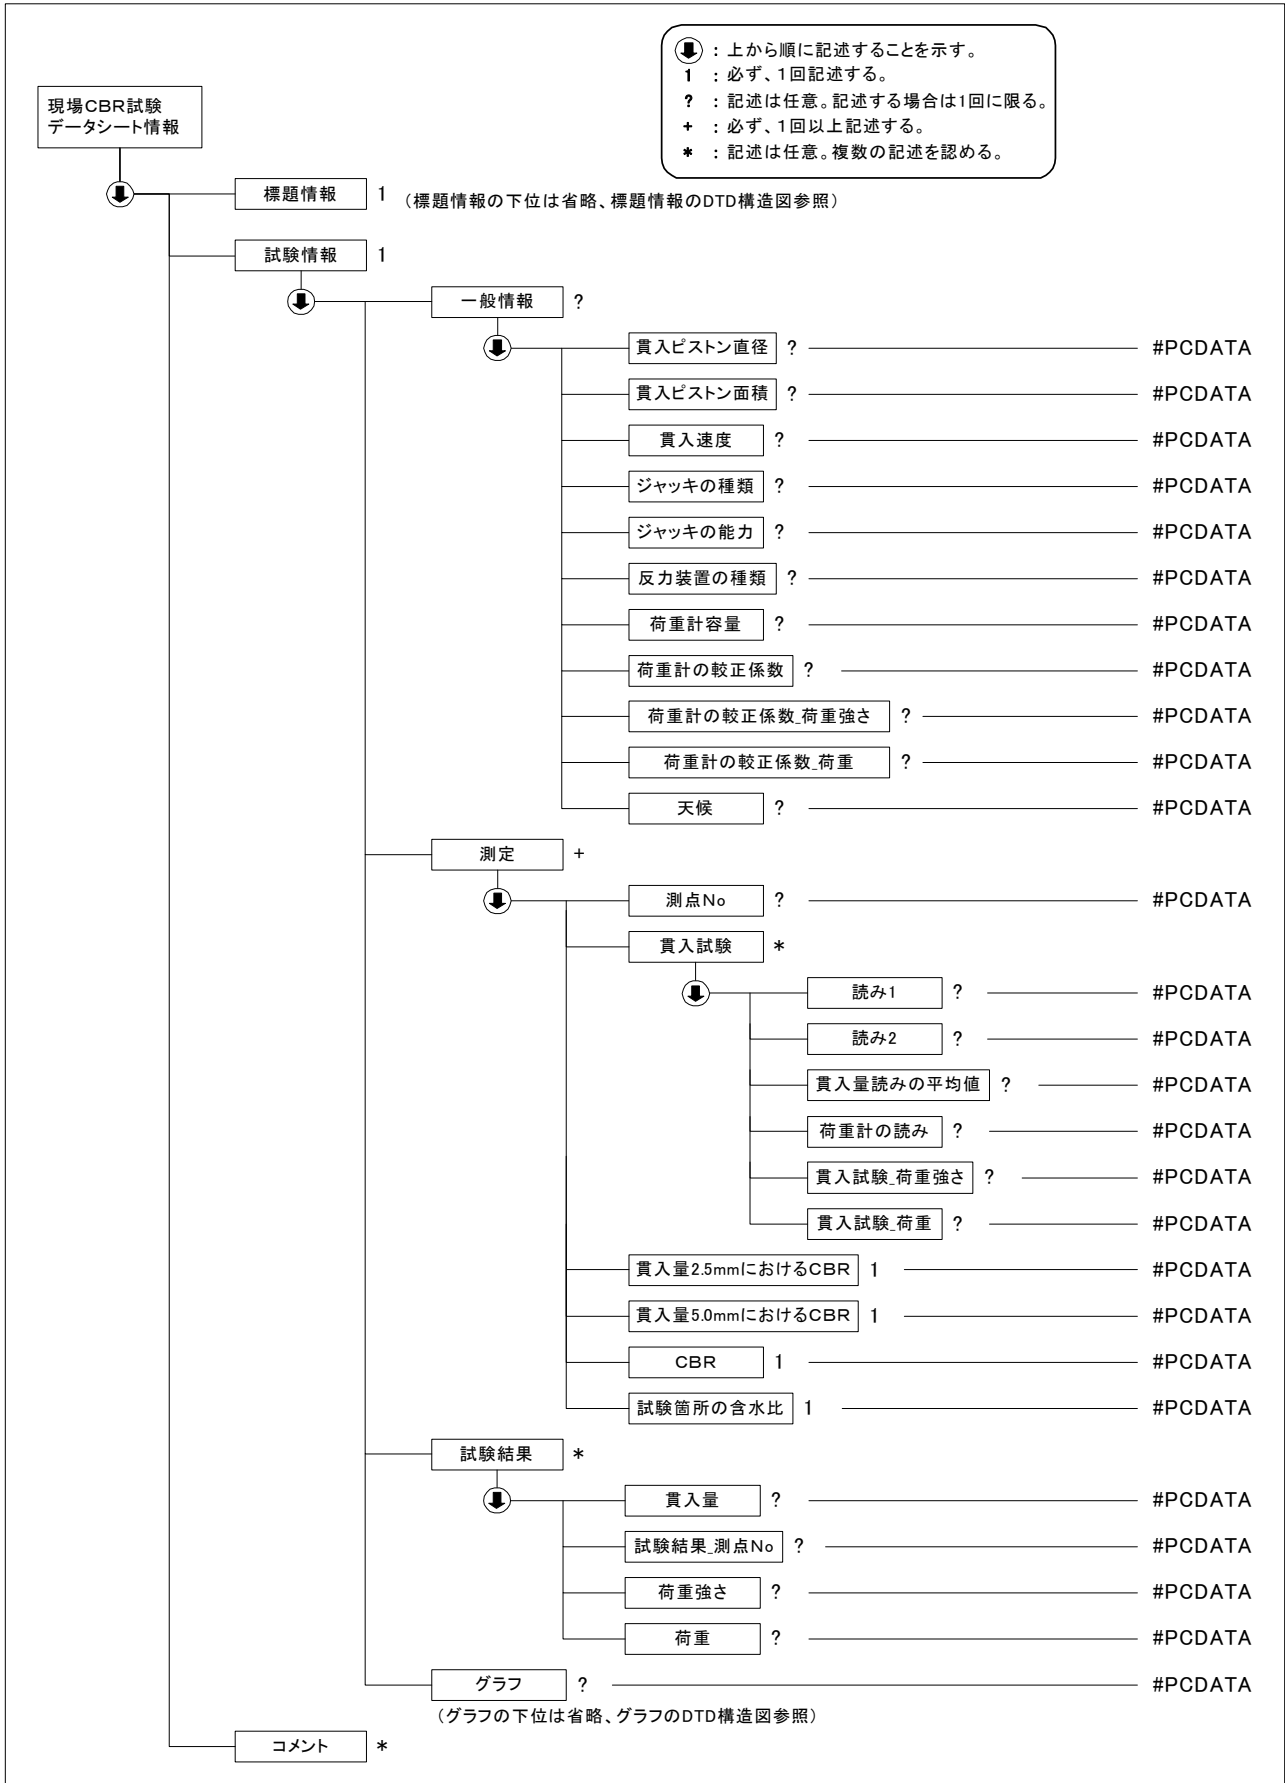 ： 上から順に記述することを示す。
1 ： 必ず、1回記述する。
? ： 記述は任意。記述する場合は1回に限る。
+ ： 必ず、1回以上記述する。
* ： 記述は任意。複数の記述を認める。
現場CBR試験
データシート情報
標題情報 1 （標題情報の下位は省略、標題情報のDTD構造図参照）
試験情報 1
一般情報 ?
貫入ピストン直径 ? #PCDATA
貫入ピストン面積 ? #PCDATA
貫入速度 ? #PCDATA
ジャッキの種類 ? #PCDATA
ジャッキの能力 ? #PCDATA
反力装置の種類 ? #PCDATA
荷重計容量 ? #PCDATA
荷重計の較正係数 ? #PCDATA
荷重計の較正係数_荷重強さ ? #PCDATA
荷重計の較正係数_荷重 ? #PCDATA
天候 ? #PCDATA
測定 +
測点No ? #PCDATA
貫入試験 *
読み1 ? #PCDATA
読み2 ? #PCDATA
貫入量読みの平均値 ? #PCDATA
荷重計の読み ? #PCDATA
貫入試験_荷重強さ ? #PCDATA
貫入試験_荷重 ? #PCDATA
貫入量2.5mmにおけるCBR 1 #PCDATA
貫入量5.0mmにおけるCBR 1 #PCDATA
CBR 1 #PCDATA
試験箇所の含水比 1 #PCDATA
試験結果 *
貫入量 ? #PCDATA
試験結果_測点No ? #PCDATA
荷重強さ ? #PCDATA
荷重 ? #PCDATA
グラフ ? #PCDATA
（グラフの下位は省略、グラフのDTD構造図参照）
コメント *